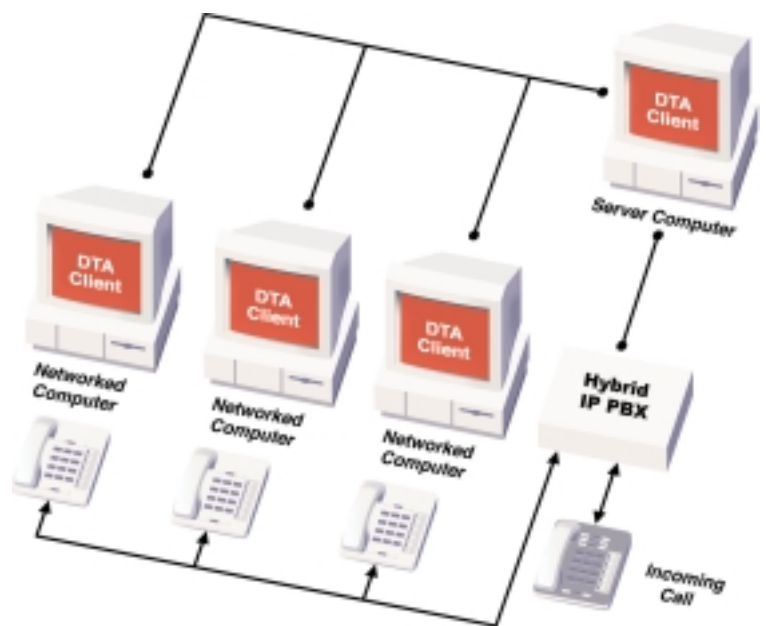 DTA
Client
Server Computer
DTA
Client
Networked
Computer
DTA
Client
Networked
Computer
DTA
Client
Networked
Computer
Hybrid
IP PBX
Incoming
Call